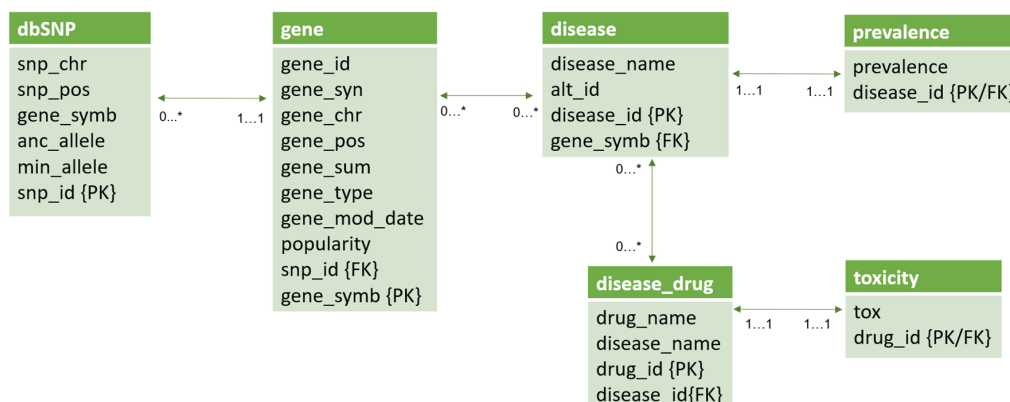 dbSNP
snp_chr
snp_pos
gene_symb
anc_allele
min_allele
snp_id {PK}
0...*
1...1
gene
gene_id
gene_syn
gene_chr
gene_pos
gene_sum
gene_type
gene_mod_date
popularity
snp_id {FK}
gene_symb {PK}
0...*
0...*
disease
disease_name
alt_id
disease_id {PK}
gene_symb {FK}
1...1
1...1
prevalence
prevalence
disease_id {PK/FK}
0...*
0...*
disease_drug
drug_name
disease_name
drug_id {PK}
disease_id{FK}
1...1
1...1
toxicity
tox
drug_id {PK/FK}